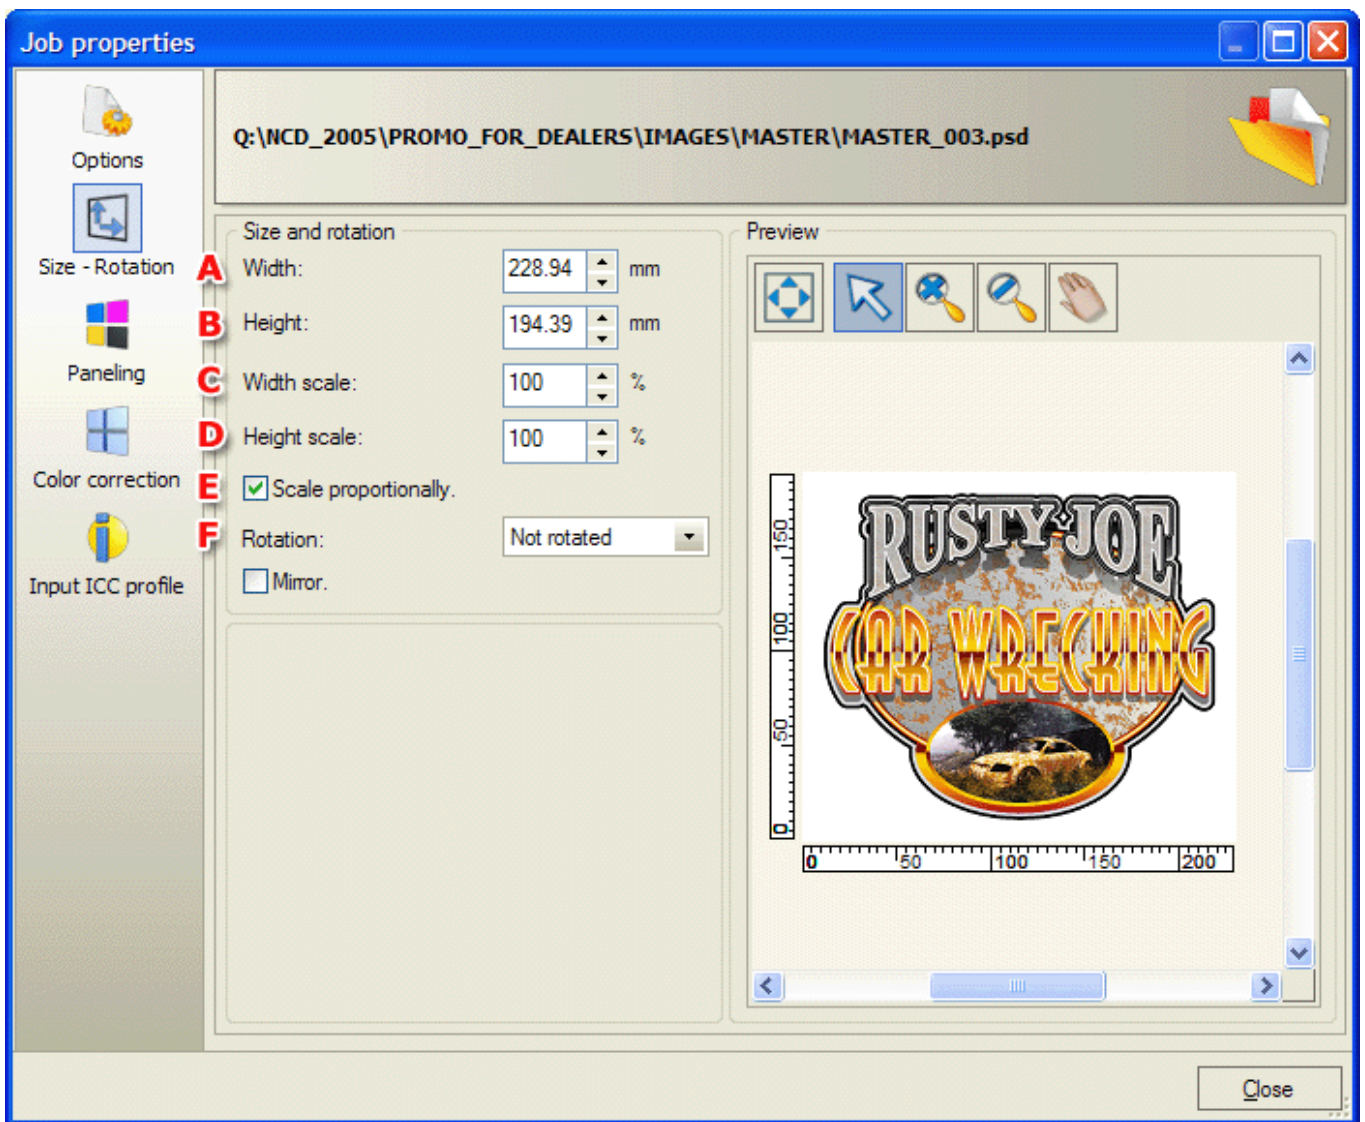 Job properties
Options
Size - Rotation
Paneling
Color correction
Input ICC profile
Q:\NCD_2005\PROMO_FOR_DEALERS\IMAGES\MASTER\MASTER_003.psd
Size and rotation
A Width: 228.94 mm
B Height: 194.39 mm
C Width scale: 100 %
D Height scale: 100 %
E Scale proportionally.
F Rotation: Not rotated
Mirror.
Preview
150
100
50
0
RUSTY JOE
CAR WRECKING
0 50 100 150 200
Close